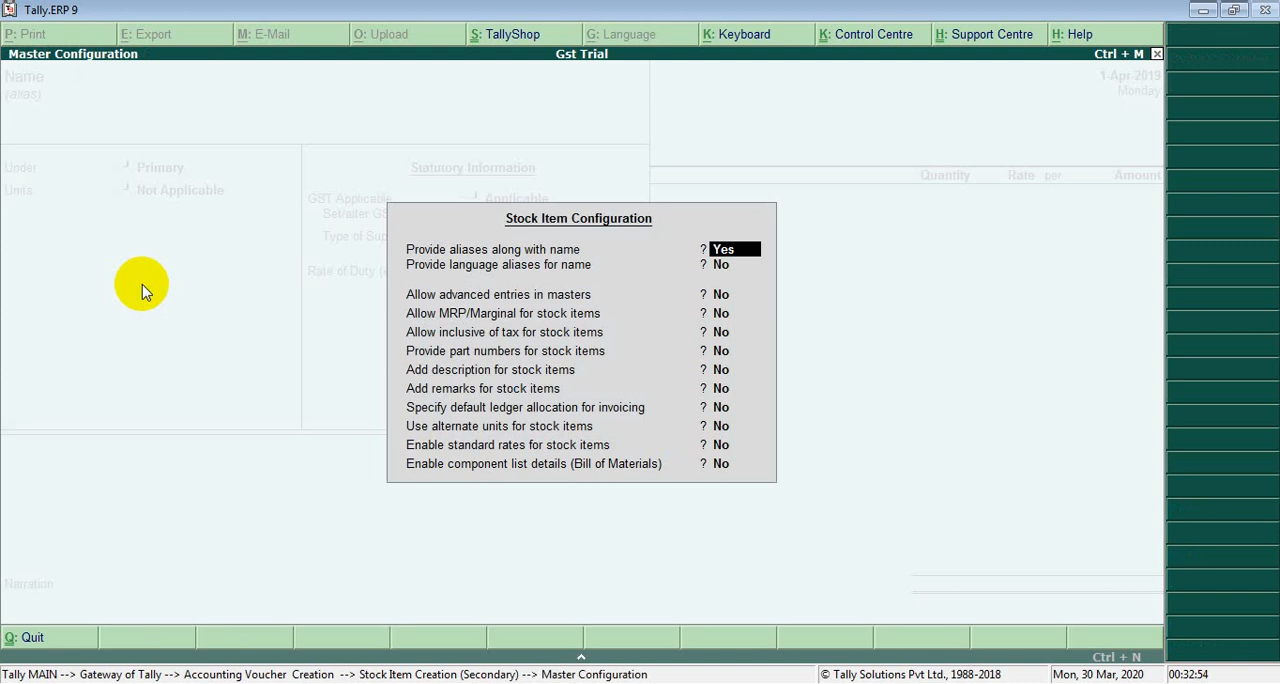 Tally.ERP 9
P: Print E: Export M: E-Mail O: Upload S: TallyShop G: Language K: Keyboard K: Control Centre H: Support Centre H: Help
Master Configuration Gst Trial Ctrl + M
Name
(alias)
1-Apr-2019
Monday
Under Primary
Units Not Applicable
Statutory Information
Quantity Rate per Amount
GST Applicable Applicable
Set/alter GS
Type of Sup
Rate of Duty (e
Stock Item Configuration
Provide aliases along with name ? Yes
Provide language aliases for name ? No
Allow advanced entries in masters ? No
Allow MRP/Marginal for stock items ? No
Allow inclusive of tax for stock items ? No
Provide part numbers for stock items ? No
Add description for stock items ? No
Add remarks for stock items ? No
Specify default ledger allocation for invoicing ? No
Use alternate units for stock items ? No
Enable standard rates for stock items ? No
Enable component list details (Bill of Materials) ? No
Narration
Q: Quit
Ctrl + N
Tally MAIN --> Gateway of Tally --> Accounting Voucher Creation --> Stock Item Creation (Secondary) --> Master Configuration © Tally Solutions Pvt Ltd., 1988-2018 Mon, 30 Mar, 2020 00:32:54